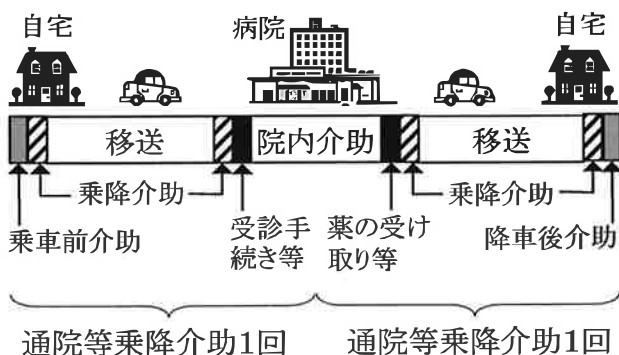 自宅
病院
自宅
移送
院内介助
移送
乗降介助
乗降介助
乗車前介助
受診手
続き等
薬の受け
取り等
降車後介助
通院等乗降介助1回
通院等乗降介助1回